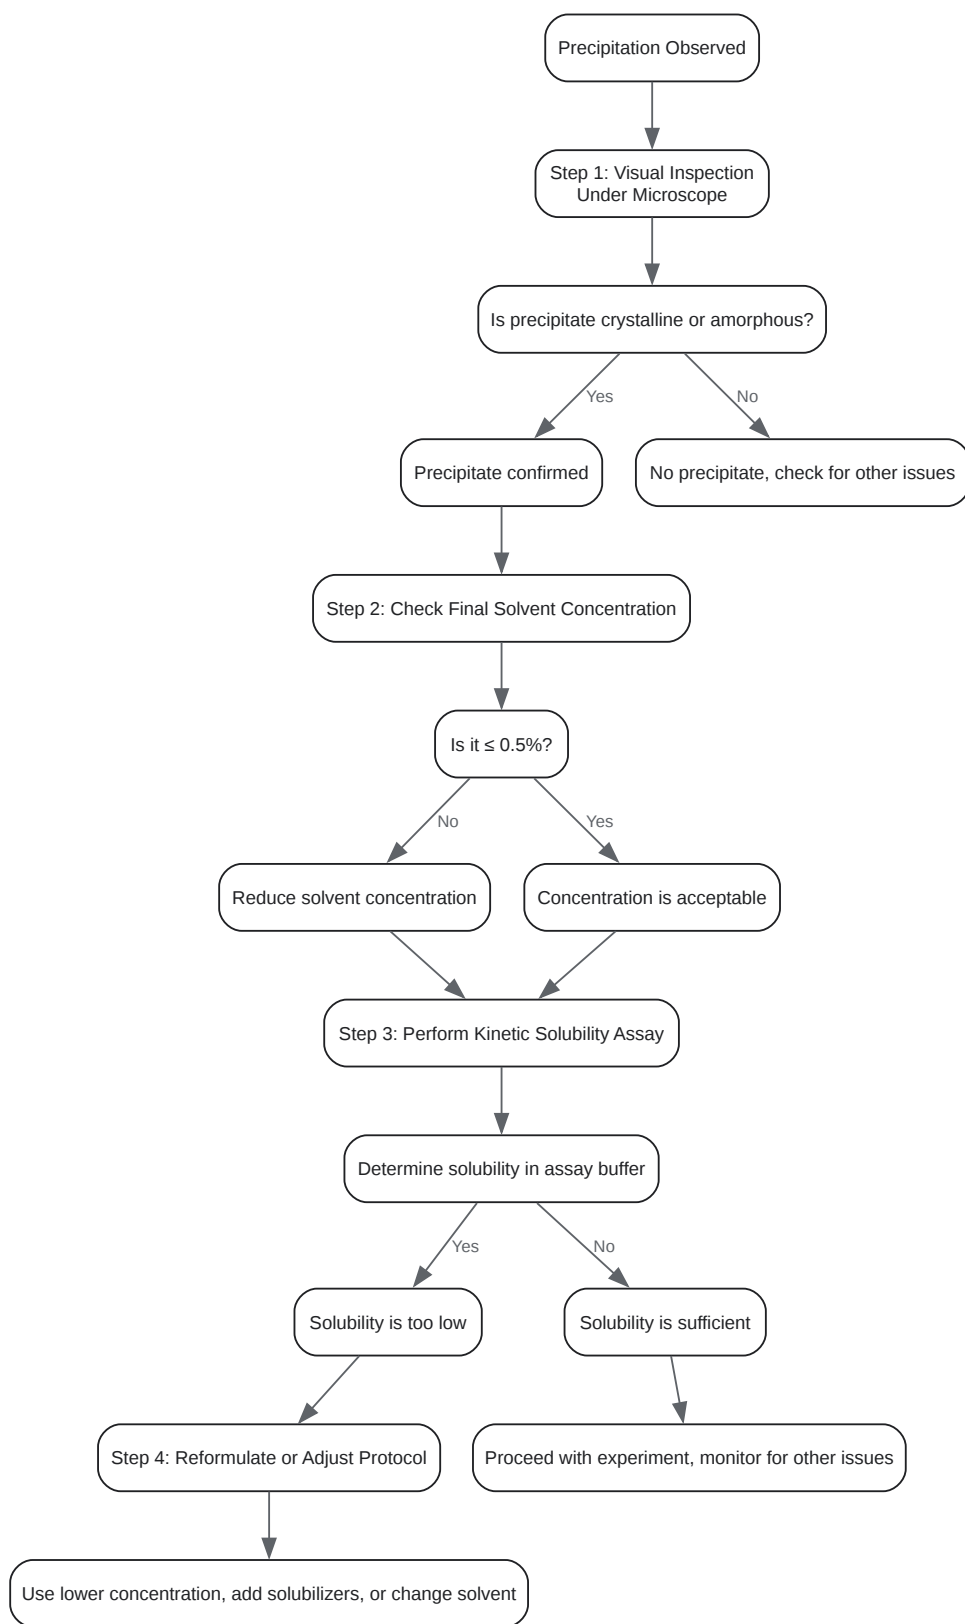 Precipitation Observed
Step 1: Visual Inspection
Under Microscope
Is precipitate crystalline or amorphous?
Yes
No
Precipitate confirmed
No precipitate, check for other issues
Step 2: Check Final Solvent Concentration
Is it ≤ 0.5%?
No
Yes
Reduce solvent concentration
Concentration is acceptable
Step 3: Perform Kinetic Solubility Assay
Determine solubility in assay buffer
Yes
No
Solubility is too low
Solubility is sufficient
Step 4: Reformulate or Adjust Protocol
Proceed with experiment, monitor for other issues
Use lower concentration, add solubilizers, or change solvent